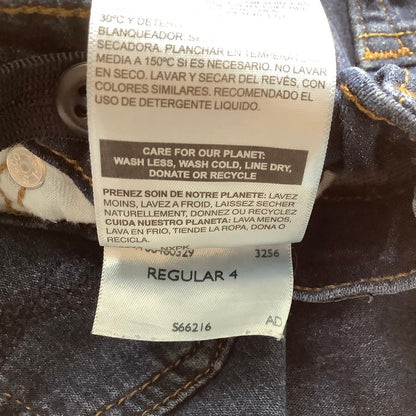 30°C Y DETER
BLANQUEADOR. SE
SECADORA. PLANCHAR EN TEMPERATURA
MEDIA A 150ºC SI ES NECESARIO. NO LAVAR
EN SECO. LAVAR Y SECAR DEL REVÉS, CON
COLORES SIMILARES. RECOMENDADO EL
USO DE DETERGENTE LIQUIDO.
CARE FOR OUR PLANET:
WASH LESS, WASH COLD, LINE DRY,
DONATE OR RECYCLE
PRENEZ SOIN DE NOTRE PLANETE: LAVEZ
MOINS, LAVEZ A FROID, LAISSEZ SECHER
NATURELLEMENT, DONNEZ OU RECYCLEZ
CUIDA NUESTRO PLANETA: LAVA MENOS,
LAVA EN FRIO, TIENDE LA ROPA, DONA O
RECICLA.
3256
REGULAR 4
S66216 AD